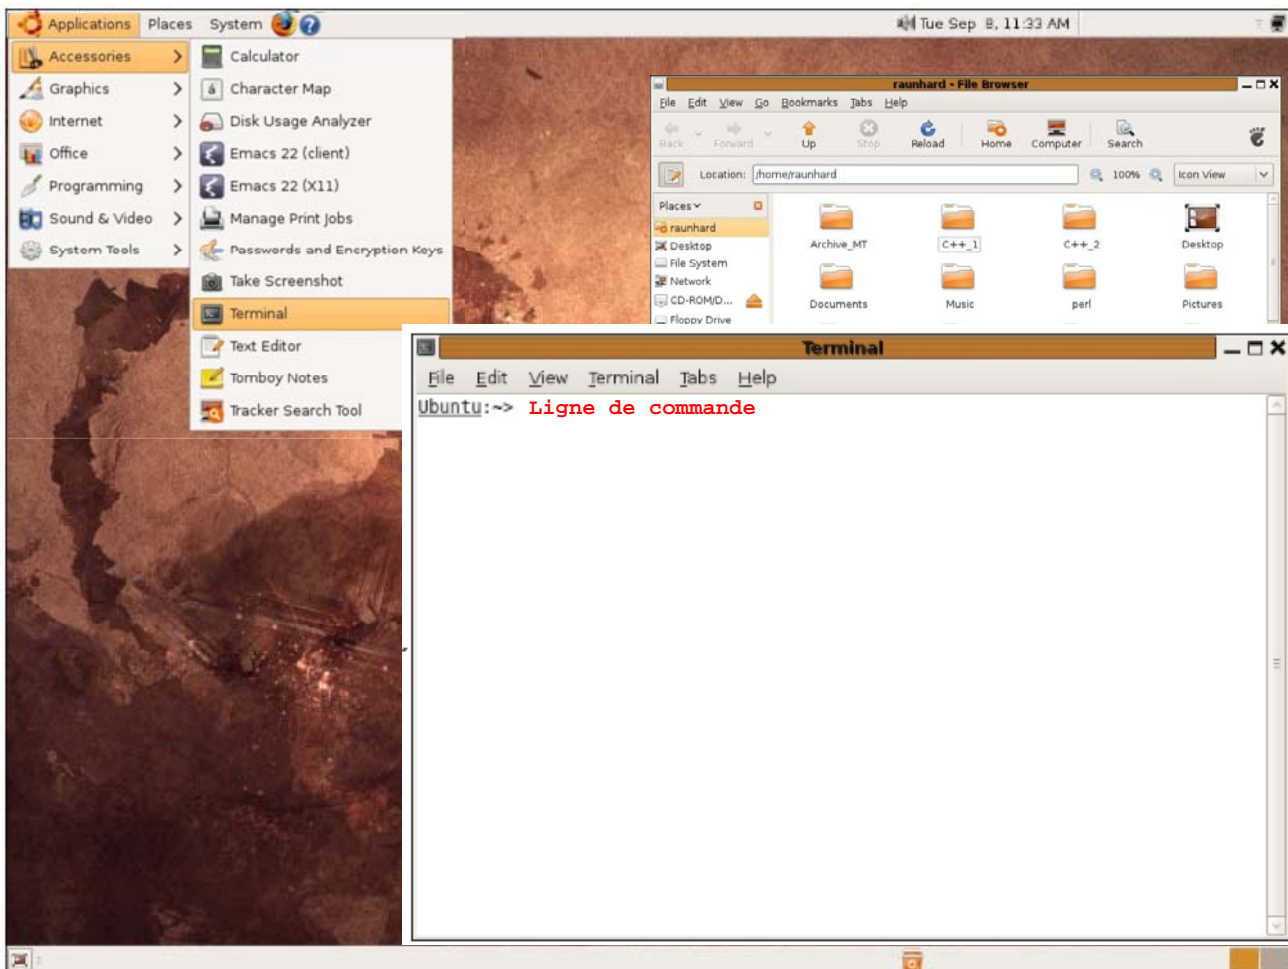 Applications Places System Tue Sep 8, 11:33 AM
Accessories
Graphics
Internet
Office
Programming
Sound & Video
System Tools
Calculator
Character Map
Disk Usage Analyzer
Emacs 22 (client)
Emacs 22 (X11)
Manage Print Jobs
Passwords and Encryption Keys
Take Screenshot
Terminal
Text Editor
Tomboy Notes
Tracker Search Tool
raunhard - File Browser
File Edit View Go Bookmarks Tabs Help
Back Forward Up Stop Reload Home Computer Search
Location: /home/raunhard 100% Icon View
Places
raunhard
Desktop
File System
Network
CD-ROM/D...
Floppy Drive
Archive_MT C++_1 C++_2 Desktop
Documents Music perl Pictures
Terminal
File Edit View Terminal Tabs Help
Ubuntu:~> Ligne de commande